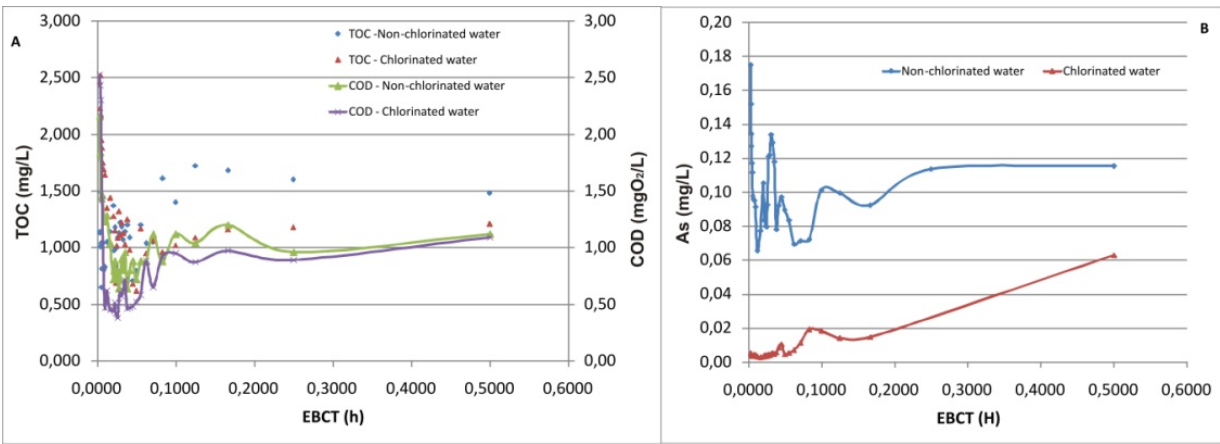 A
3,000
2,500
2,000
1,500
1,000
0,500
0,000
TOC (mg/L)
TOC -Non-chlorinated water
TOC - Chlorinated water
COD - Non-chlorinated water
COD - Chlorinated water
3,00
2,50
2,00
1,50
1,00
0,50
0,00
COD (mgO₂/L)
0,0000 0,1000 0,2000 0,3000 0,4000 0,5000 0,6000
EBCT (h)
B
0,20
0,18
0,16
0,14
0,12
0,10
0,08
0,06
0,04
0,02
0,00
As (mg/L)
Non-chlorinated water Chlorinated water
0,0000 0,1000 0,2000 0,3000 0,4000 0,5000 0,6000
EBCT (H)